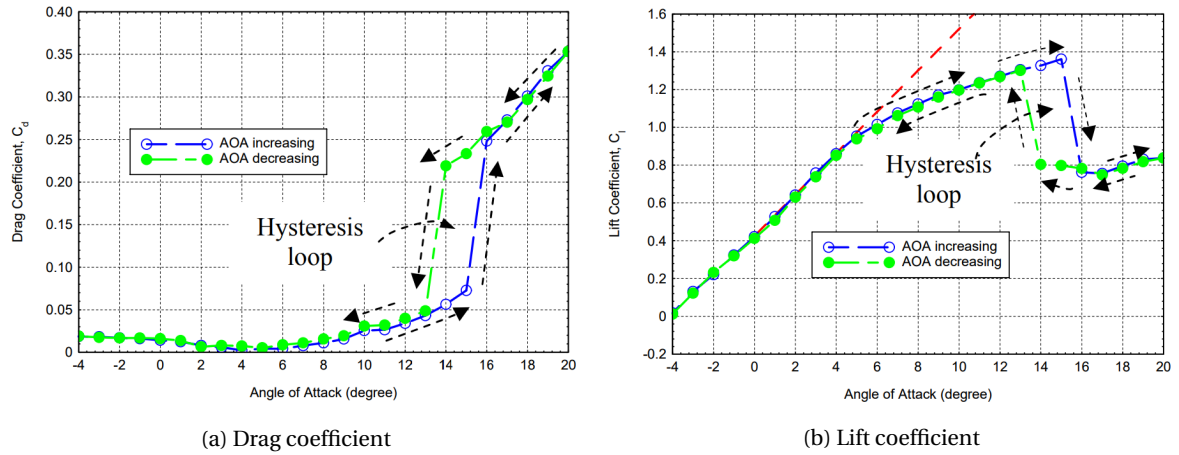 0.40
0.35
0.30
0.25
0.20
0.15
0.10
0.05
0
Drag Coefficient, C_d
AOA increasing
AOA decreasing
Hysteresis
loop
-4 -2 0 2 4 6 8 10 12 14 16 18 20
Angle of Attack (degree)
(a) Drag coefficient
1.6
1.4
1.2
1.0
0.8
0.6
0.4
0.2
0
-0.2
Lift Coefficient, C_l
Hysteresis
loop
AOA increasing
AOA decreasing
-4 -2 0 2 4 6 8 10 12 14 16 18 20
Angle of Attack (degree)
(b) Lift coefficient